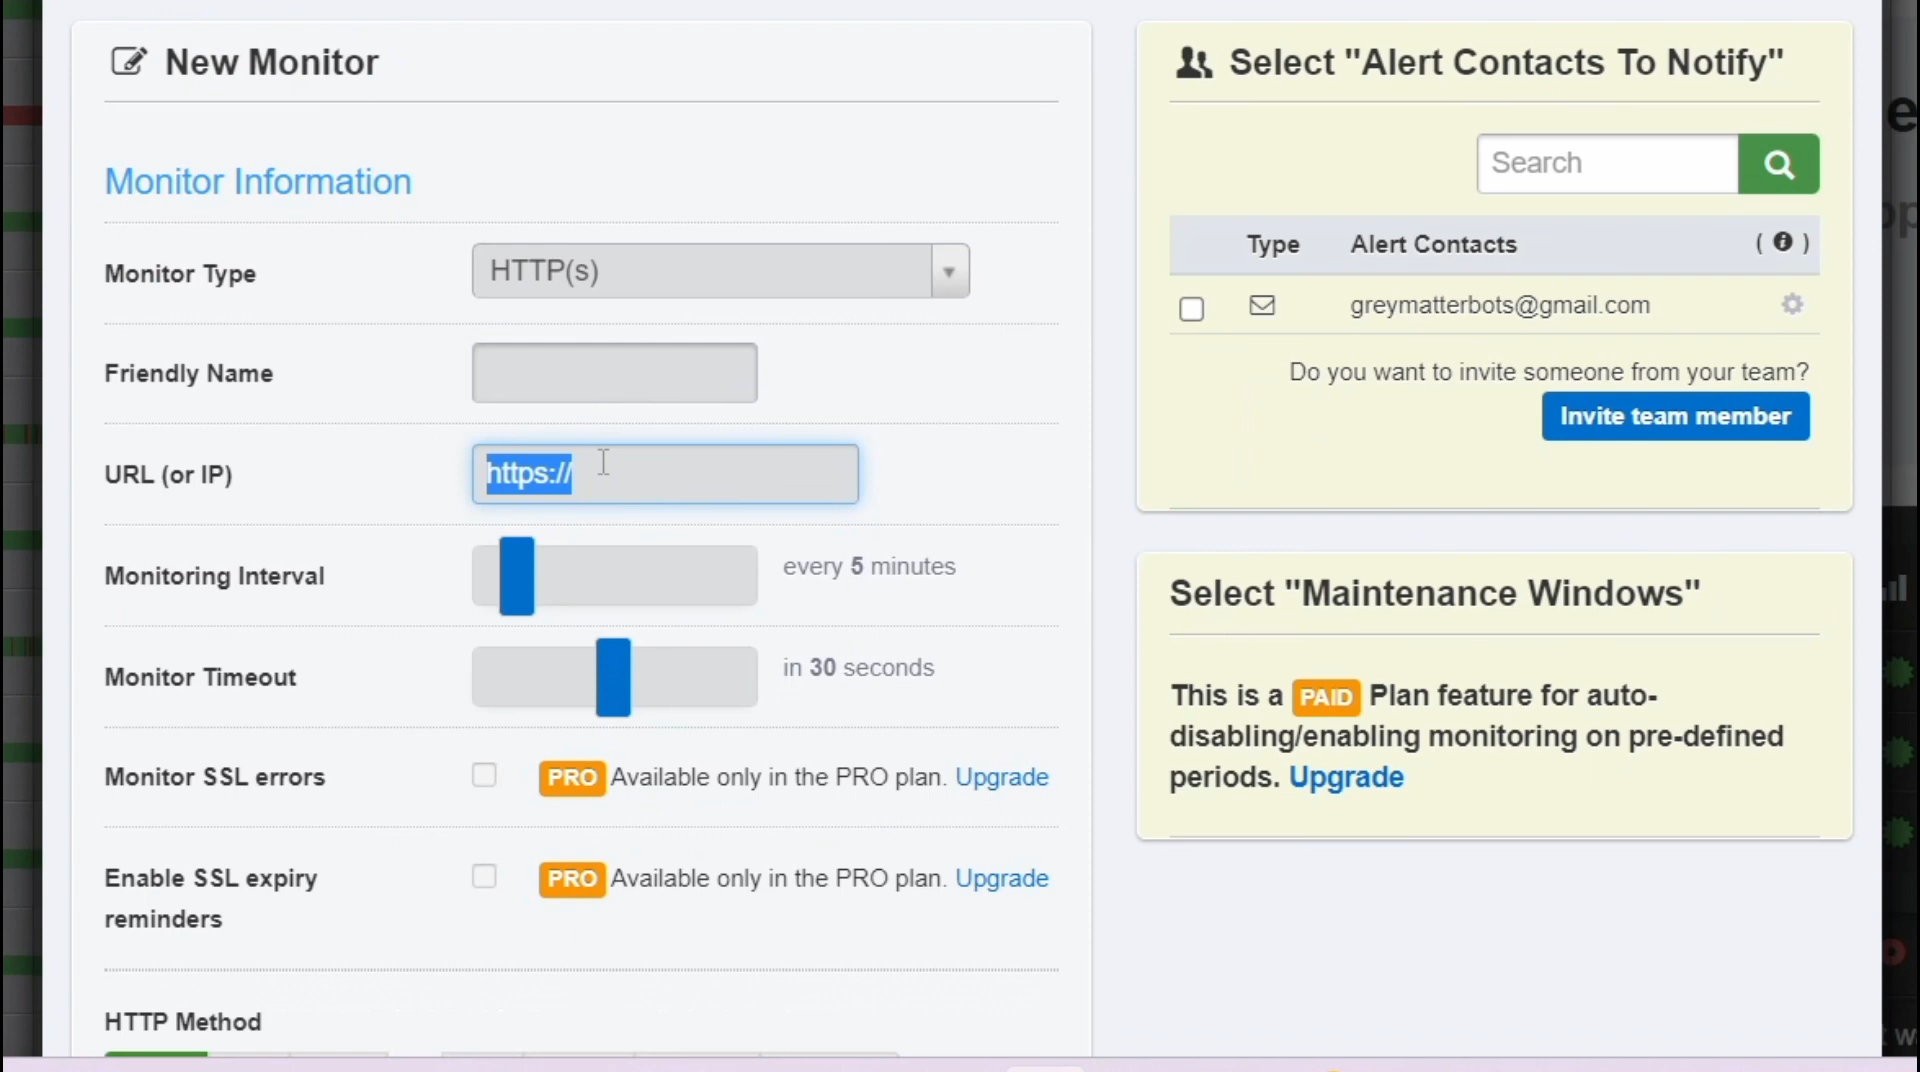 New Monitor
Monitor Information
Monitor Type
HTTP(s)
Friendly Name
URL (or IP)
https://
Monitoring Interval
every 5 minutes
Monitor Timeout
in 30 seconds
Monitor SSL errors
PRO Available only in the PRO plan. Upgrade
Enable SSL expiry
reminders
PRO Available only in the PRO plan. Upgrade
HTTP Method
Select "Alert Contacts To Notify"
Search
Type Alert Contacts ( i )
greymatterbots@gmail.com
Do you want to invite someone from your team?
Invite team member
Select "Maintenance Windows"
This is a PAID Plan feature for auto-
disabling/enabling monitoring on pre-defined
periods. Upgrade